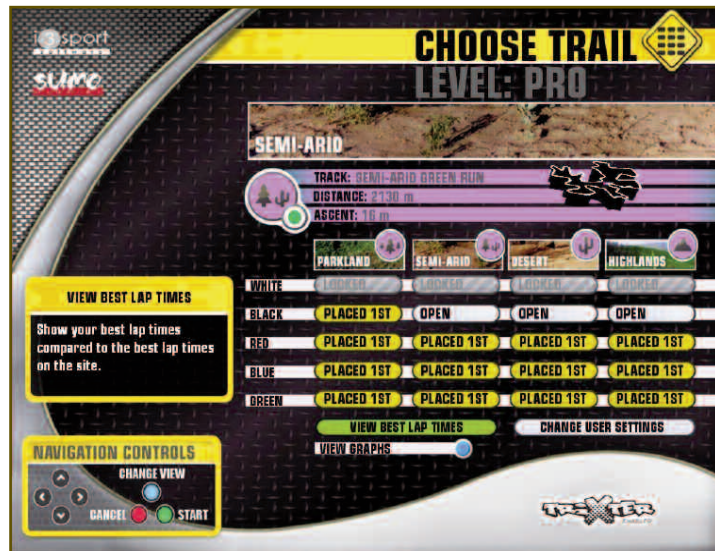 i3sport
software
SUMO
CHOOSE TRAIL
LEVEL: PRO
SEMI-ARID
TRACK: SEMI-ARID GREEN RUN
DISTANCE: 2130 m
ASCENT: 16 m
PARKLAND SEMI-ARID DESERT HIGHLANDS
WHITE LOCKED LOCKED LOCKED LOCKED
BLACK PLACED 1ST OPEN OPEN OPEN
RED PLACED 1ST PLACED 1ST PLACED 1ST PLACED 1ST
BLUE PLACED 1ST PLACED 1ST PLACED 1ST PLACED 1ST
GREEN PLACED 1ST PLACED 1ST PLACED 1ST PLACED 1ST
VIEW BEST LAP TIMES CHANGE USER SETTINGS
VIEW GRAPHS
VIEW BEST LAP TIMES
Show your best lap times
compared to the best lap times
on the site.
NAVIGATION CONTROLS
CHANGE VIEW
CANCEL START
TRIXTER